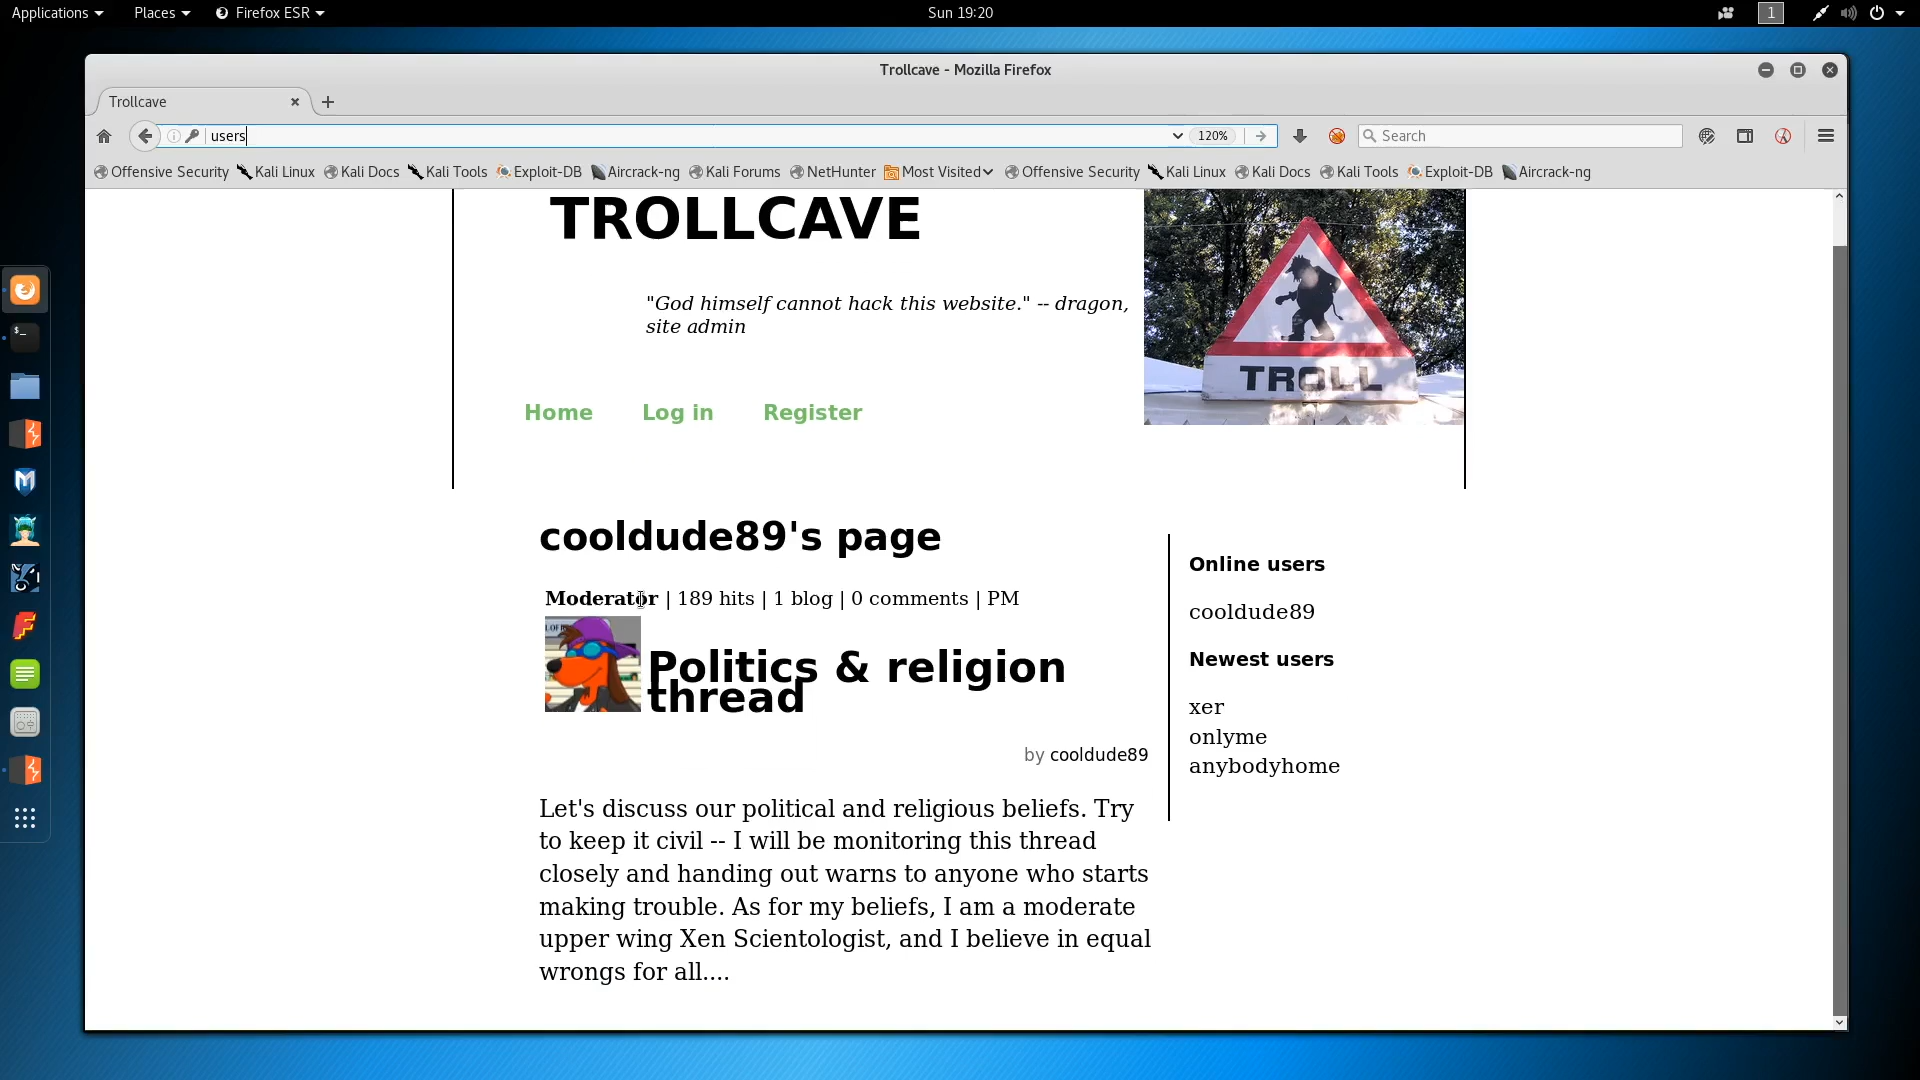 Applications Places Firefox ESR Sun 19:20 1
Trollcave - Mozilla Firefox
Trollcave
users 120% Search
Offensive Security Kali Linux Kali Docs Kali Tools Exploit-DB Aircrack-ng Kali Forums NetHunter Most Visited Offensive Security Kali Linux Kali Docs Kali Tools Exploit-DB Aircrack-ng
TROLLCAVE
"God himself cannot hack this website." -- dragon,
site admin
TROLL
Home Log in Register
cooldude89's page
Moderator | 189 hits | 1 blog | 0 comments | PM
Politics & religion
thread
by cooldude89
Let's discuss our political and religious beliefs. Try
to keep it civil -- I will be monitoring this thread
closely and handing out warns to anyone who starts
making trouble. As for my beliefs, I am a moderate
upper wing Xen Scientologist, and I believe in equal
wrongs for all....
Online users
cooldude89
Newest users
xer
onlyme
anybodyhome